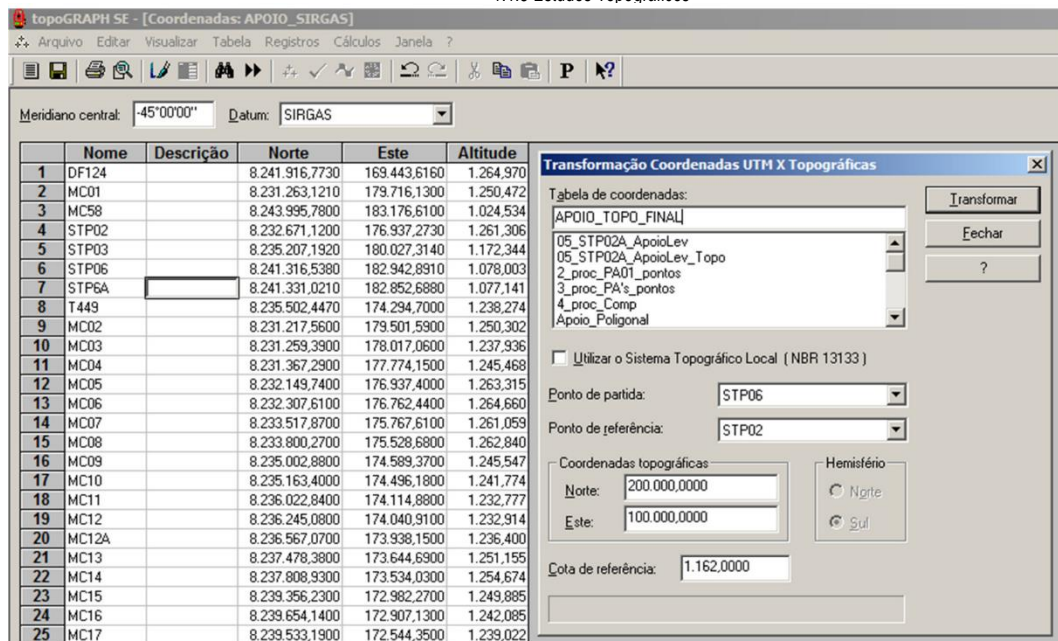 topoGRAPH SE - [Coordenadas: APOIO_SIRGAS]
Arquivo Editar Visualizar Tabela Registros Cálculos Janela ?
P
Meridiano central: -45°00'00" Datum: SIRGAS
Nome Descrição Norte Este Altitude
1 DF124 8.241.916,7730 169.443,6160 1.264,970
2 MC01 8.231.263,1210 179.716,1300 1.250,472
3 MC58 8.243.995,7800 183.176,6100 1.024,534
4 STP02 8.232.671,1200 176.937,2730 1.261,306
5 STP03 8.235.207,1920 180.027,3140 1.172,344
6 STP06 8.241.316,5380 182.942,8910 1.078,003
7 STP6A 8.241.331,0210 182.852,6880 1.077,141
8 T449 8.235.502,4470 174.294,7000 1.238,274
9 MC02 8.231.217,5600 179.501,5900 1.250,302
10 MC03 8.231.259,3900 178.017,0600 1.237,936
11 MC04 8.231.367,2900 177.774,1500 1.245,468
12 MC05 8.232.149,7400 176.937,4000 1.263,315
13 MC06 8.232.307,6100 176.762,4400 1.264,660
14 MC07 8.233.517,8700 175.767,6100 1.261,059
15 MC08 8.233.800,2700 175.528,6800 1.262,840
16 MC09 8.235.002,8800 174.589,3700 1.245,547
17 MC10 8.235.163,4000 174.496,1800 1.241,774
18 MC11 8.236.022,8400 174.114,8800 1.232,777
19 MC12 8.236.245,0800 174.040,9100 1.232,914
20 MC12A 8.236.567,0700 173.938,1500 1.236,400
21 MC13 8.237.478,3800 173.644,6900 1.251,155
22 MC14 8.237.808,9300 173.534,0300 1.254,674
23 MC15 8.239.356,2300 172.982,2700 1.249,885
24 MC16 8.239.654,1400 172.907,1300 1.242,085
25 MC17 8.239.533,1900 172.544,3500 1.239,022
Transformação Coordenadas UTM X Topográficas
Tabela de coordenadas:
APOIO_TOPO_FINAL
05_STP02A_ApoioLev
05_STP02A_ApoioLev_Topo
2_proc_PA01_pontos
3_proc_PA's_pontos
4_proc_Comp
Apoio_Poligonal
Transformar
Fechar
?
Utilizar o Sistema Topográfico Local ( NBR 13133 )
Ponto de partida: STP06
Ponto de referência: STP02
Coordenadas topográficas
Norte: 200.000,0000
Este: 100.000,0000
Hemisfério
Norte
Sul
Cota de referência: 1.162,0000